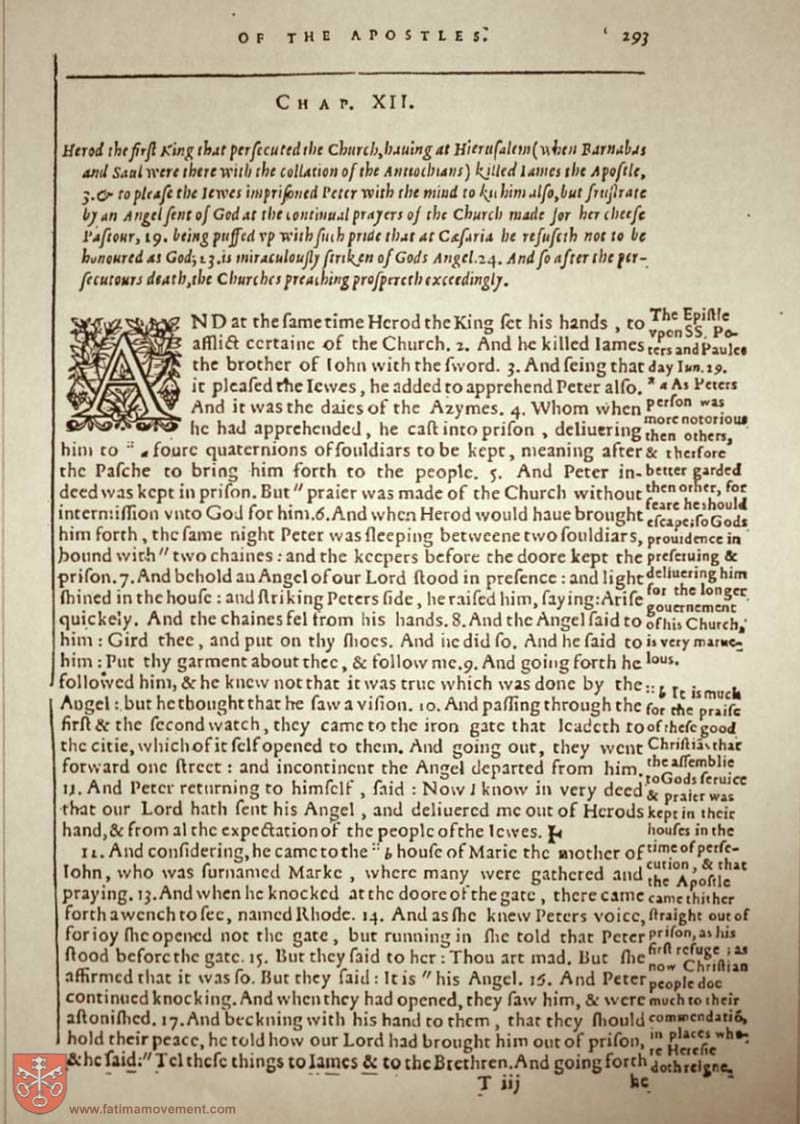 OF THE APOSTLES. 293
CHAP. XII.
Herod the firſt King that perſecuted the Church, hauing at Hieruſalem (when Barnabas
and Saul were there with the collation of the Antiochians) killed Iames the Apoſtle,
3. & to pleaſe the Iewes impriſoned Peter with the mind to kil him alſo, but fruſtrate
by an Angel ſent of God at the continual prayers of the Church made for her cheefe
Paſtour, 19. being puffed vp with ſuch pride that at Cæſaria he refuſeth not to be
honoured as God; 23. is miraculouſly ſtriken of Gods Angel. 24. And ſo after the per-
ſecutours death, the Churches preaching proſpereth exceedingly.
AND at the ſame time Herod the King ſet his hands, to
afflict certaine of the Church. 2. And he killed Iames
the brother of Iohn with the ſword. 3. And ſeing that
it pleaſed the Iewes, he added to apprehend Peter alſo.
And it was the daies of the Azymes. 4. Whom when
he had apprehended, he caſt into priſon, deliuering
him to :: a foure quaternions of ſouldiars to be kept, meaning after
the Paſche to bring him forth to the people. 5. And Peter in-
deed was kept in priſon. But " praier was made of the Church without
intermiſſion vnto God for him. 6. And when Herod would haue brought
him forth, the ſame night Peter was ſleeping betweene two ſouldiars,
bound with " two chaines: and the keepers before the doore kept the
priſon. 7. And behold an Angel of our Lord ſtood in preſence: and light
ſhined in the houſe: and ſtriking Peters ſide, he raiſed him, ſaying: Ariſe
quickely. And the chaines fel from his hands. 8. And the Angel ſaid to
him: Gird thee, and put on thy ſhoes. And he did ſo. And he ſaid to
him: Put thy garment about thee, & follow me. 9. And going forth he
followed him, & he knew not that it was true which was done by the
Angel: but he thought that he ſaw a viſion. 10. And paſſing through the
firſt & the ſecond watch, they came to the iron gate that leadeth to
the citie, which of it ſelf opened to them. And going out, they went
forward one ſtreet: and incontinent the Angel departed from him.
11. And Peter returning to himſelf, ſaid: Now I know in very deed
that our Lord hath ſent his Angel, and deliuered me out of Herods
hand, & from al the expectation of the people of the Iewes.
12. And conſidering, he came to the :: b houſe of Marie the mother of
Iohn, who was ſurnamed Marke, where many were gathered and
praying. 13. And when he knocked at the doore of the gate, there came
forth a wench to ſee, named Rhode. 14. And as ſhe knew Peters voice,
for ioy ſhe opened not the gate, but running in ſhe told that Peter
ſtood before the gate. 15. But they ſaid to her: Thou art mad. But ſhe
affirmed that it was ſo. But they ſaid: It is " his Angel. 16. And Peter
continued knocking. And when they had opened, they ſaw him, & were
aſtoniſhed. 17. And beckning with his hand to them, that they ſhould
hold their peace, he told how our Lord had brought him out of priſon,
& he ſaid: " Tel theſe things to Iames & to the Brethren. And going forth
T iij he
The Epiſtle
vpon SS. Pe-
ters and Paules
day Iun. 29.
:: a As Peters
perſon was
more notorious
then others,
& therfore
better garded
then other, for
feare he ſhould
eſcape; ſo Gods
prouidence in
preſeruing &
deliuering him
for the longer
gouernement
of his Church,
is very marue-
lous.
:: b It is much
for the praiſe
of theſe good
Chriſtiãs that
the aſſemblie
to Gods ſeruice
& praier was
kept in their
houſes in the
time of perſe-
cution, & that
the Apoſtle
came thither
ſtraight out of
priſon, as his
firſt refuge; as
now Chriſtian
people doe
much to their
commendatiõ,
in places whe-
re Hereſie
doth reigne.
www.fatimamovement.com